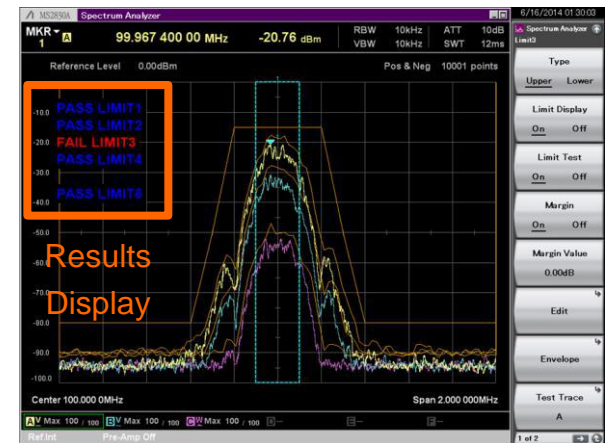 MS2830A Spectrum Analyzer
6/16/2014 01:30:03
MKR 1 A 99.967 400 00 MHz -20.76 dBm
RBW 10kHz ATT 10dB
VBW 10kHz SWT 12ms
Reference Level 0.00dBm Pos & Neg 10001 points
-10.0
PASS LIMIT1
PASS LIMIT2
-20.0
FAIL LIMIT3
PASS LIMIT4
-30.0
PASS LIMIT6
-40.0
-50.0
Results
-60.0
-70.0
Display
-80.0
-90.0
-100.0
Center 100.000 0MHz Span 2.000 000MHz
A Max 100 / 100 B Max 100 / 100 C Max 100 / 100
Ref.Int Pre-Amp Off
Spectrum Analyzer
Limit3
Type
Upper Lower
Limit Display
On Off
Limit Test
On Off
Margin
On Off
Margin Value
0.00dB
Edit
Envelope
Test Trace
A
1 of 2